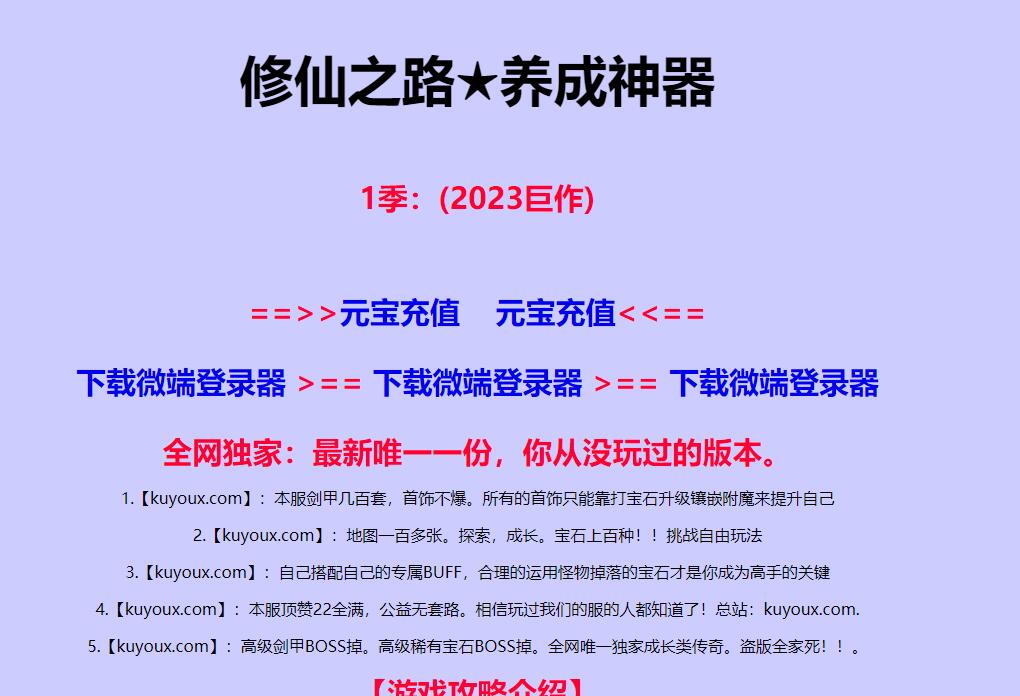 修仙之路★养成神器
1季：(2023巨作)
==>>元宝充值 元宝充值<<==
下载微端登录器 >== 下载微端登录器 >== 下载微端登录器
全网独家：最新唯一一份，你从没玩过的版本。
1.【kuyoux.com】：本服剑甲几百套，首饰不爆。所有的首饰只能靠打宝石升级镶嵌附魔来提升自己
2.【kuyoux.com】：地图一百多张。探索，成长。宝石上百种！！挑战自由玩法
3.【kuyoux.com】：自己搭配自己的专属BUFF，合理的运用怪物掉落的宝石才是你成为高手的关键
4.【kuyoux.com】：本服顶赞22全满，公益无套路。相信玩过我们的服的人都知道了！总站：kuyoux.com.
5.【kuyoux.com】：高级剑甲BOSS掉。高级稀有宝石BOSS掉。全网唯一独家成长类传奇。盗版全家死！！。
【游戏攻略介绍】